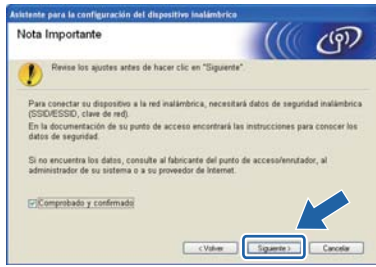 Asistente para la configuración del dispositivo inalámbrico
Nota Importante
Revise los ajustes antes de hacer clic en "Siguiente".
Para conectar su dispositivo a la red inalámbrica, necesitará datos de seguridad inalámbrica
(SSID/ESSID, clave de red).
En la documentación de su punto de acceso encontrará las instrucciones para conocer los
datos de seguridad.
Si no encuentra los datos, consulte al fabricante del punto de acceso/enrutador, al
administrador de su sistema o a su proveedor de Internet.
Comprobado y confirmado
< Volver Siguiente > Cancelar